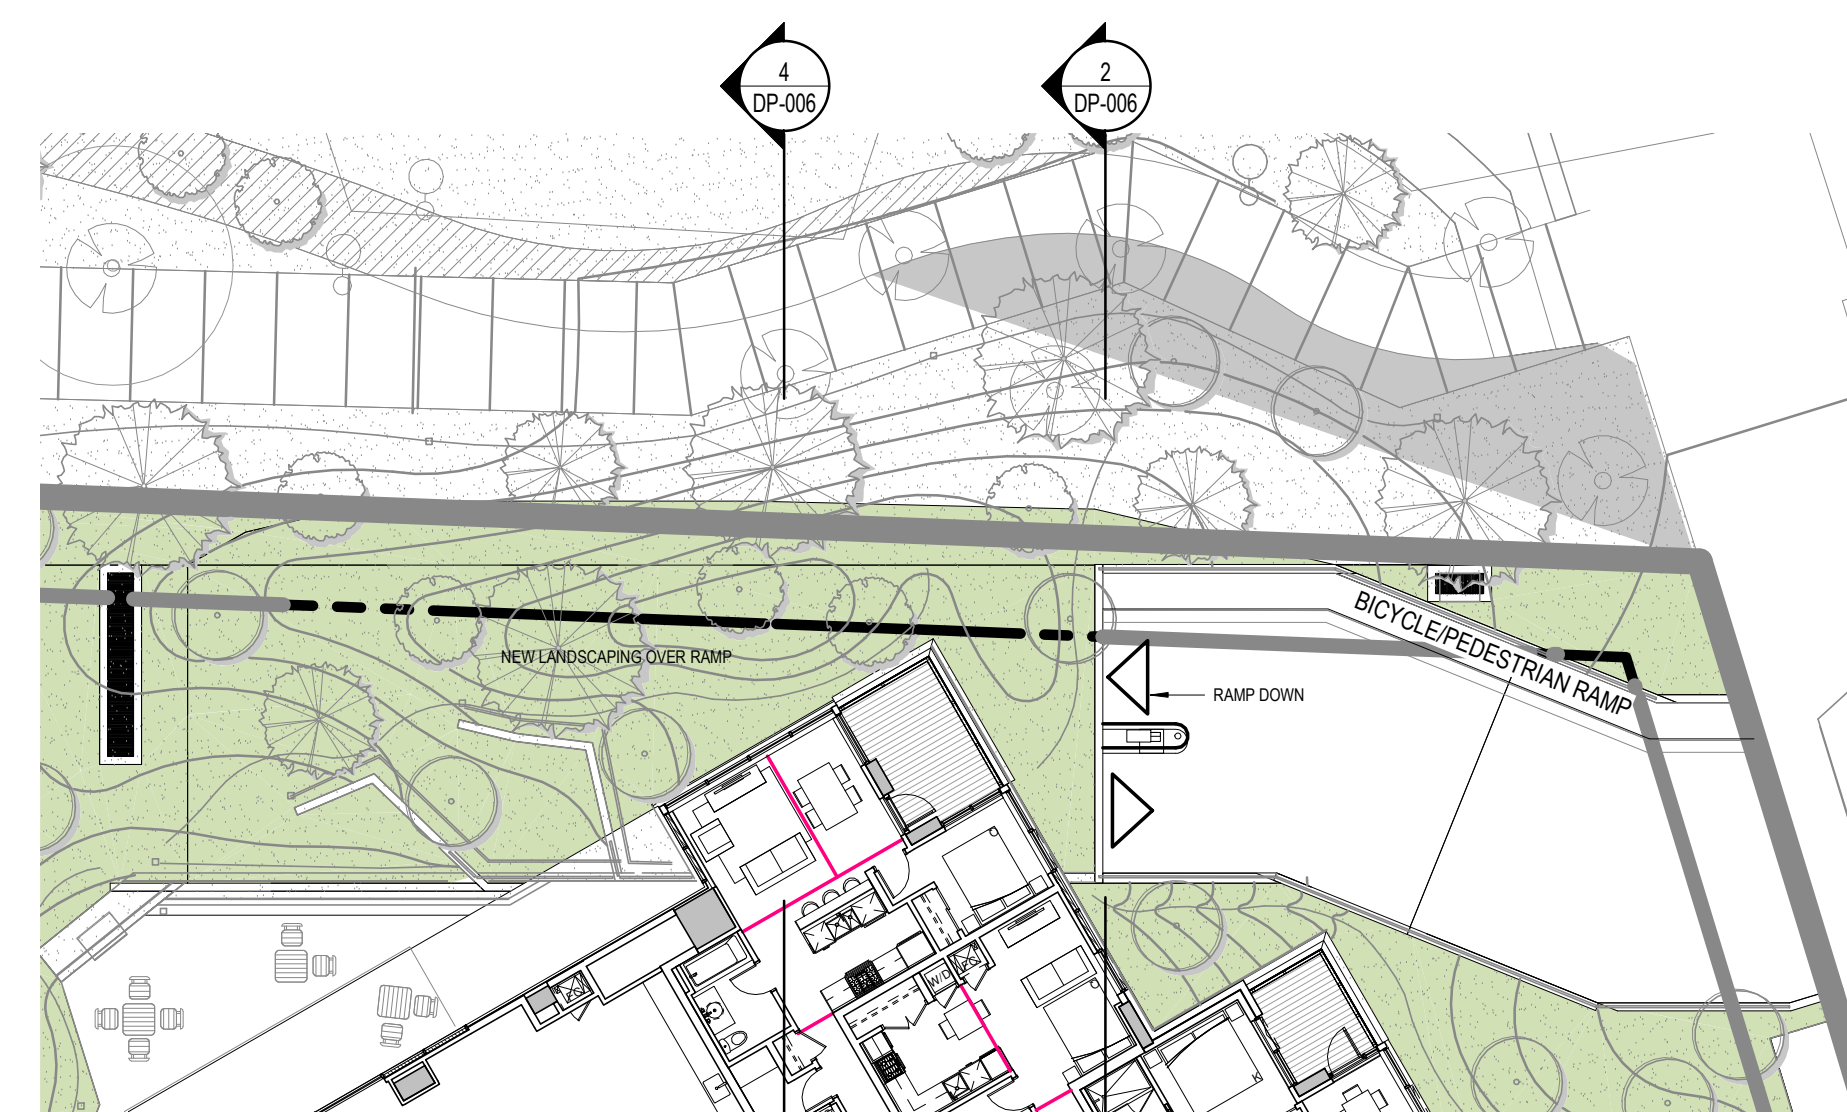 4
DP-006
2
DP-006
BICYCLE/PEDESTRIAN RAMP
NEW LANDSCAPING OVER RAMP
RAMP DOWN
W/D
K